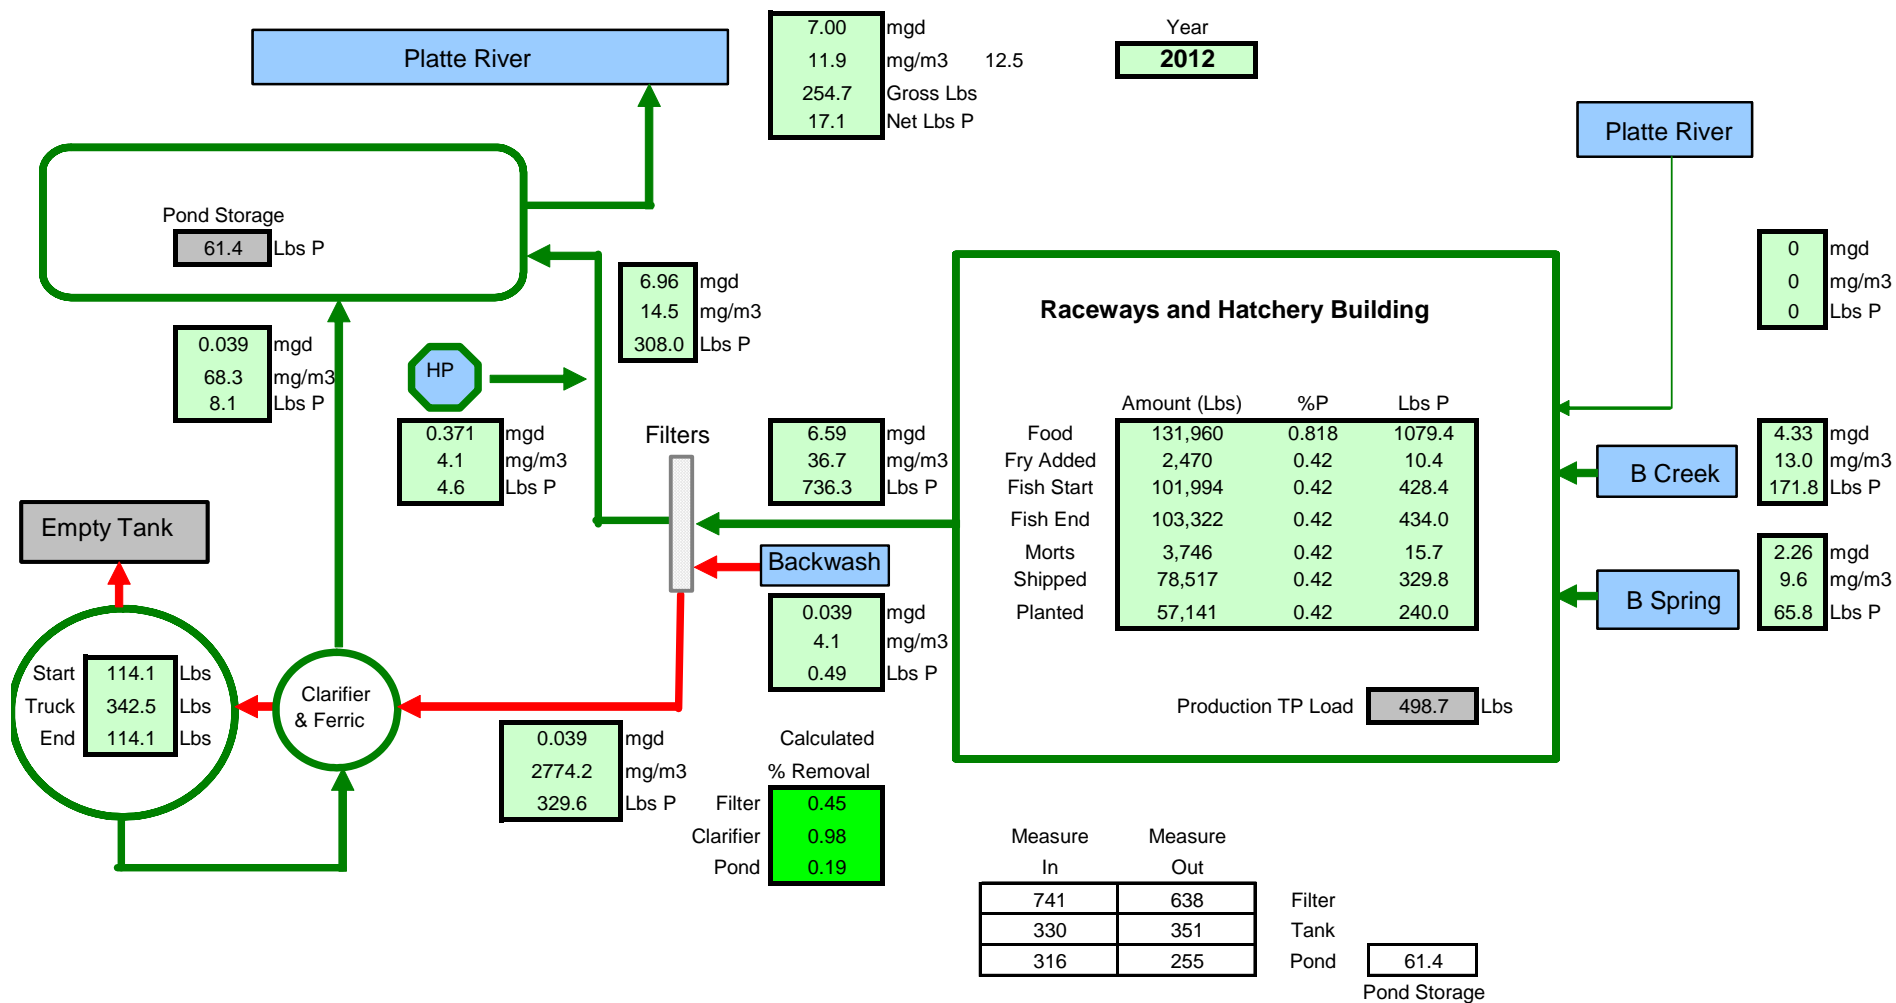 7.00 mgd
11.9 mg/m3 12.5
254.7 Gross Lbs
17.1 Net Lbs P
Year
2012
Platte River
Platte River
Pond Storage
61.4 Lbs P
0 mgd
0 mg/m3
0 Lbs P
6.96 mgd
14.5 mg/m3
308.0 Lbs P
0.039 mgd
68.3 mg/m3
8.1 Lbs P
HP
0.371 mgd
4.1 mg/m3
4.6 Lbs P
Filters
6.59 mgd
36.7 mg/m3
736.3 Lbs P
Raceways and Hatchery Building
Amount (Lbs) %P Lbs P
Food 131,960 0.818 1079.4
Fry Added 2,470 0.42 10.4
Fish Start 101,994 0.42 428.4
Fish End 103,322 0.42 434.0
Morts 3,746 0.42 15.7
Shipped 78,517 0.42 329.8
Planted 57,141 0.42 240.0
Production TP Load 498.7 Lbs
B Creek
4.33 mgd
13.0 mg/m3
171.8 Lbs P
B Spring
2.26 mgd
9.6 mg/m3
65.8 Lbs P
Empty Tank
Backwash
0.039 mgd
4.1 mg/m3
0.49 Lbs P
Start 114.1 Lbs
Truck 342.5 Lbs
End 114.1 Lbs
Clarifier
& Ferric
0.039 mgd
2774.2 mg/m3
329.6 Lbs P
Calculated
% Removal
Filter 0.45
Clarifier 0.98
Pond 0.19
Measure Measure
In Out
741 638 Filter
330 351 Tank
316 255 Pond 61.4
Pond Storage